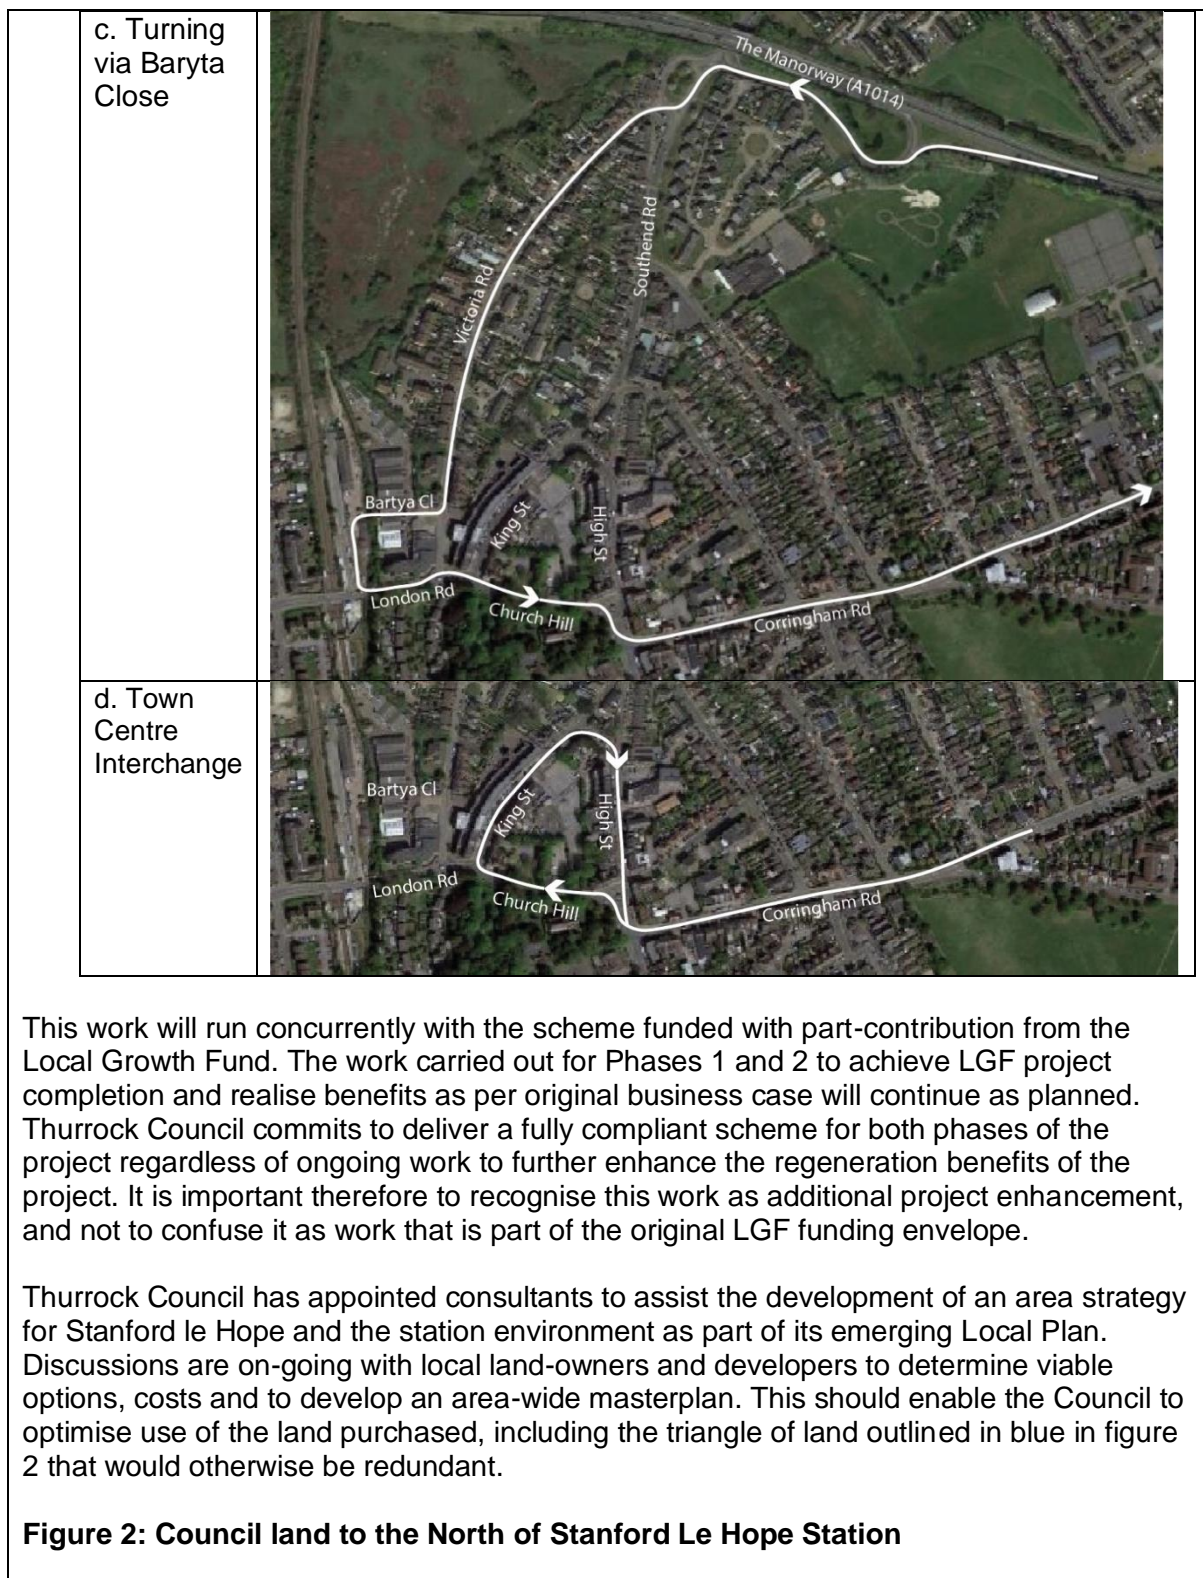 c. Turning
via Baryta
Close
The Manorway (A1014)
Southend Rd
Victoria Rd
Bartya Cl
King St
High St
London Rd
Church Hill
Corringham Rd
d. Town
Centre
Interchange
Bartya Cl
King St
High St
London Rd
Church Hill
Corringham Rd
This work will run concurrently with the scheme funded with part-contribution from the
Local Growth Fund. The work carried out for Phases 1 and 2 to achieve LGF project
completion and realise benefits as per original business case will continue as planned.
Thurrock Council commits to deliver a fully compliant scheme for both phases of the
project regardless of ongoing work to further enhance the regeneration benefits of the
project. It is important therefore to recognise this work as additional project enhancement,
and not to confuse it as work that is part of the original LGF funding envelope.
Thurrock Council has appointed consultants to assist the development of an area strategy
for Stanford le Hope and the station environment as part of its emerging Local Plan.
Discussions are on-going with local land-owners and developers to determine viable
options, costs and to develop an area-wide masterplan. This should enable the Council to
optimise use of the land purchased, including the triangle of land outlined in blue in figure
2 that would otherwise be redundant.
Figure 2: Council land to the North of Stanford Le Hope Station